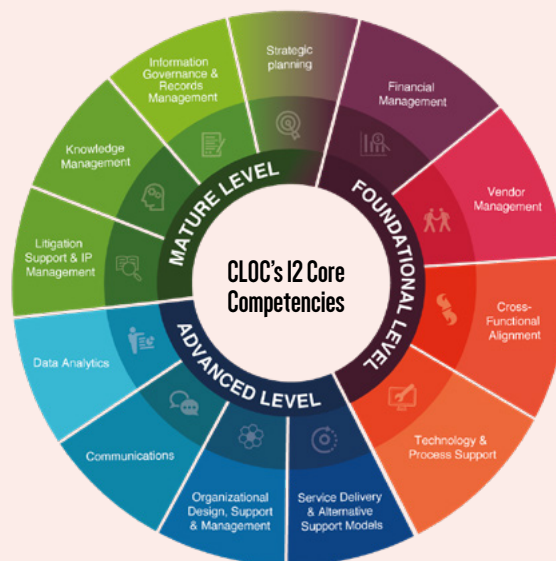 CLOC's 12 Core
Competencies
FOUNDATIONAL LEVEL
Financial
Management
Vendor
Management
Cross-
Functional
Alignment
Technology &
Process Support
ADVANCED LEVEL
Service Delivery
& Alternative
Support Models
Organizational
Design, Support
& Management
Communications
Data Analytics
MATURE LEVEL
Litigation
Support & IP
Management
Knowledge
Management
Information
Governance &
Records
Management
Strategic
planning